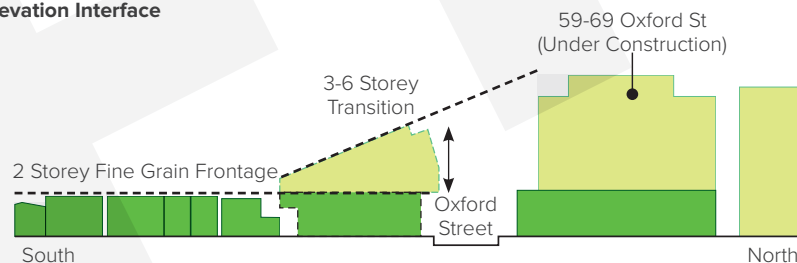 evation Interface
59-69 Oxford St
(Under Construction)
3-6 Storey
Transition
2 Storey Fine Grain Frontage
Oxford
Street
South
North